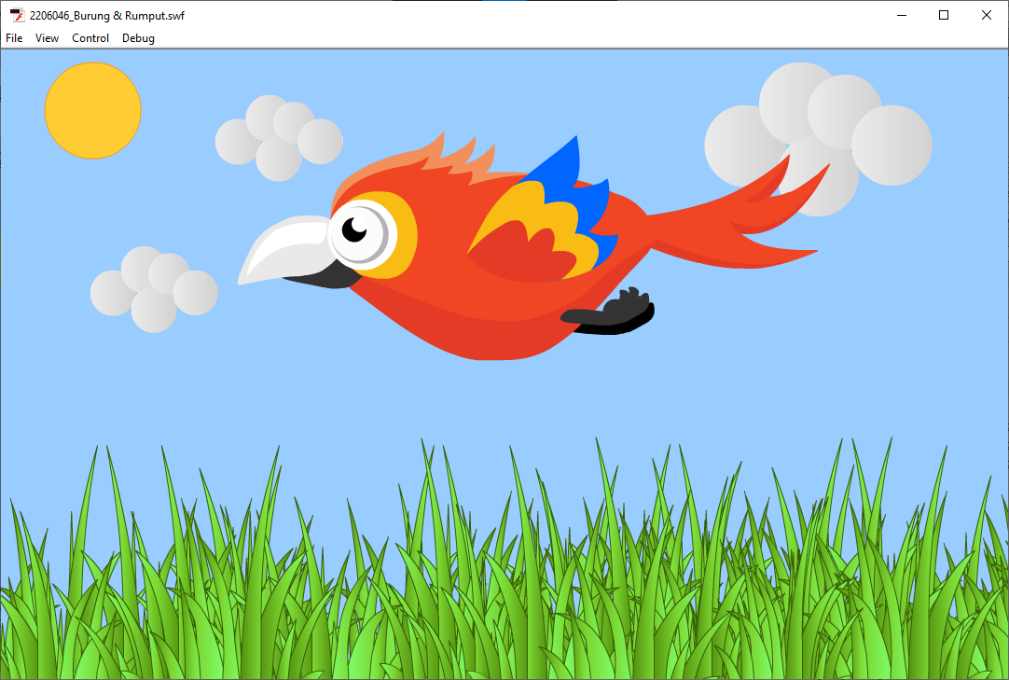 2206046_Burung & Rumput.swf
File View Control Debug